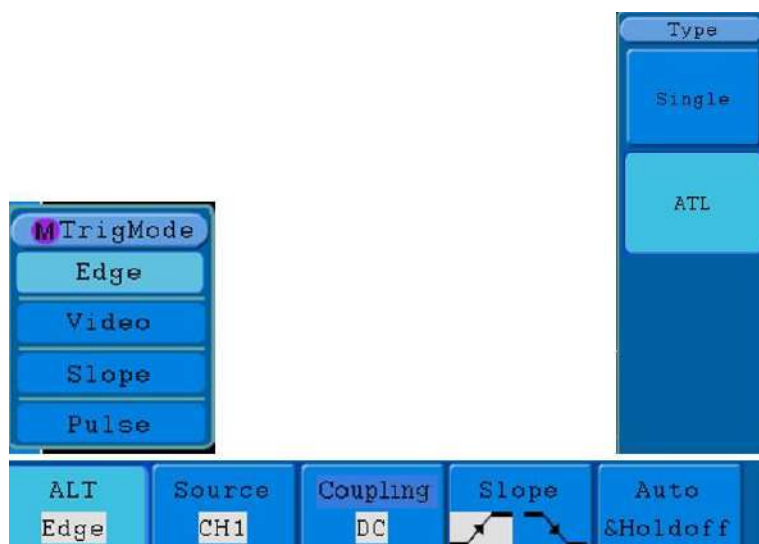 Type
Single
ATL
M TrigMode
Edge
Video
Slope
Pulse
ALT Source Coupling Slope Auto
Edge CH1 DC &Holdoff